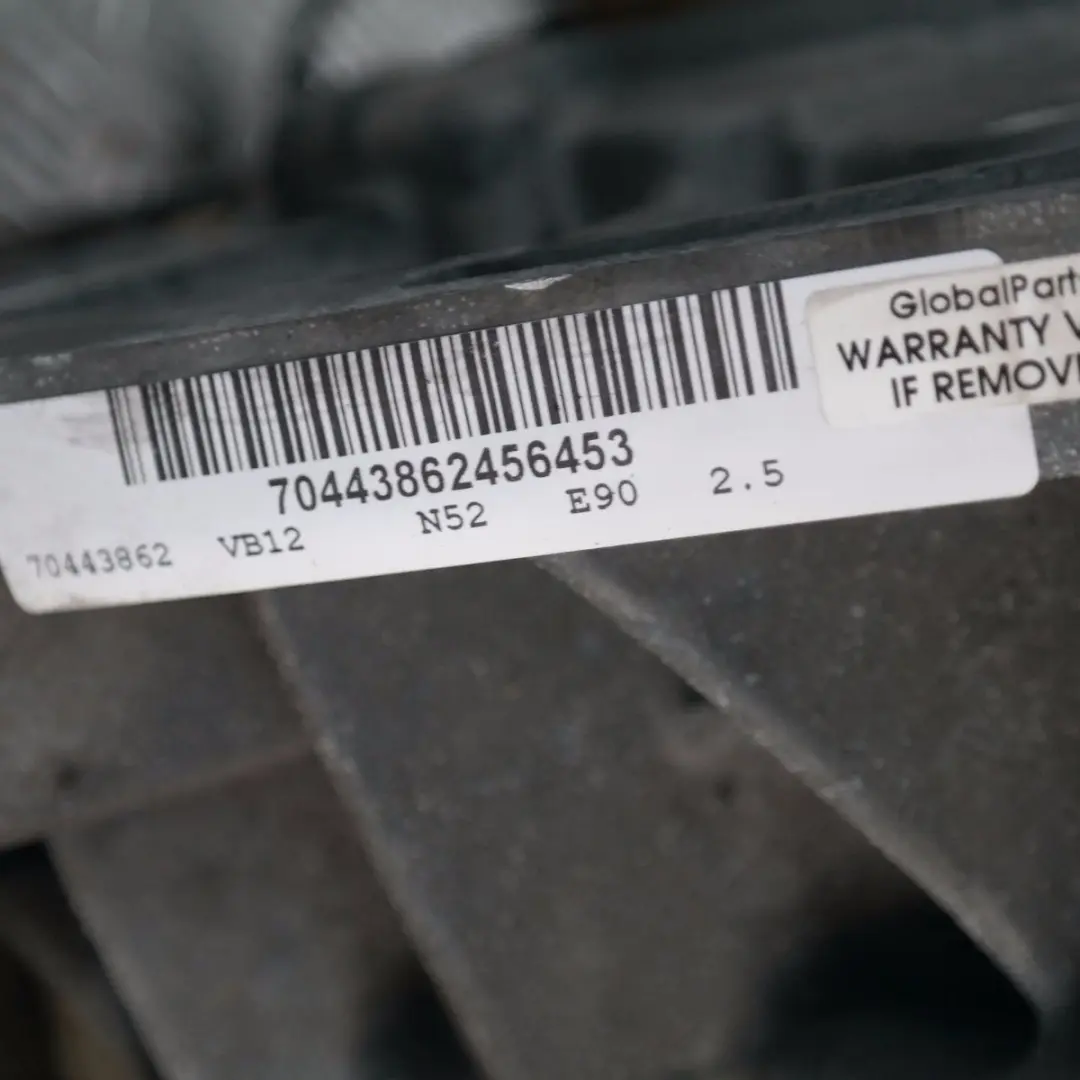 70443862456453
70443862 VB12 N52 E90 2.5
GlobalPart
WARRANTY V
IF REMOV